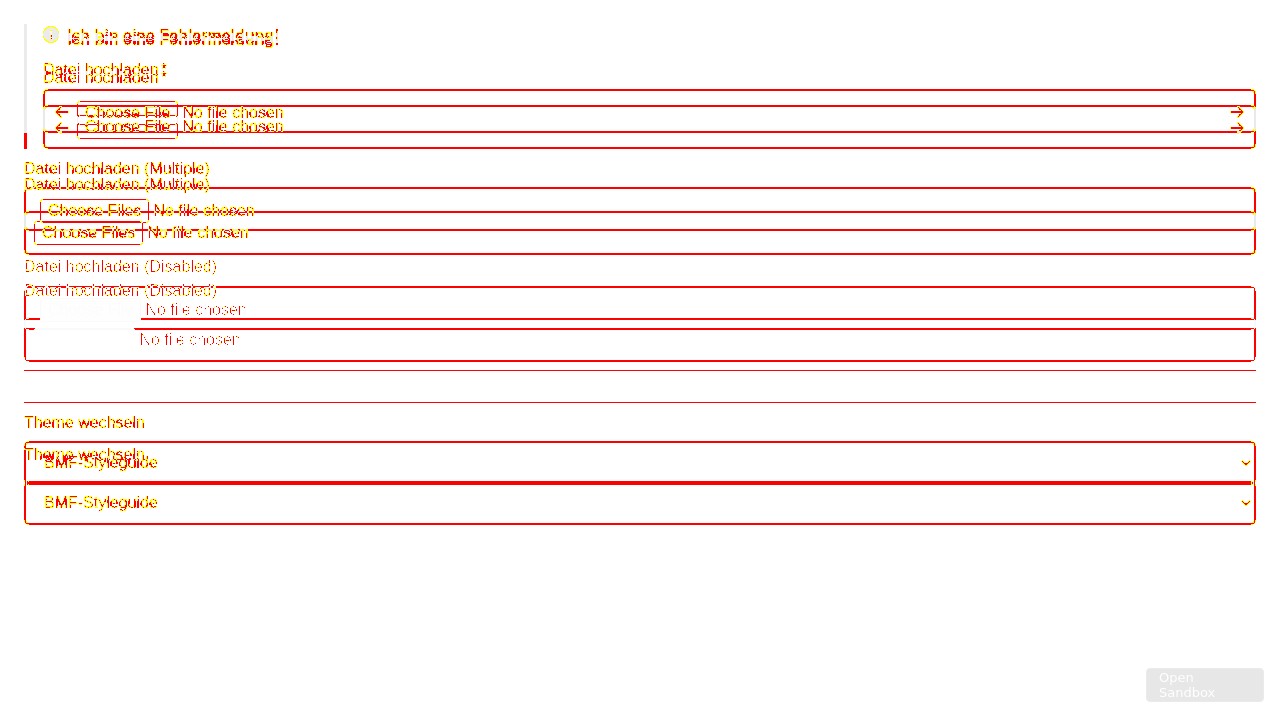 Ich bin eine Fehlermeldung!
Datei hochladen *
Datei hochladen *
← Choose File No file chosen →
← Choose File No file chosen →
Datei hochladen (Multiple)
Datei hochladen (Multiple)
Choose Files No file chosen
Choose Files No file chosen
Datei hochladen (Disabled)
Datei hochladen (Disabled)
No file chosen
No file chosen
Theme wechseln
Theme wechseln
BMF-Styleguide
BMF-Styleguide
Open
Sandbox